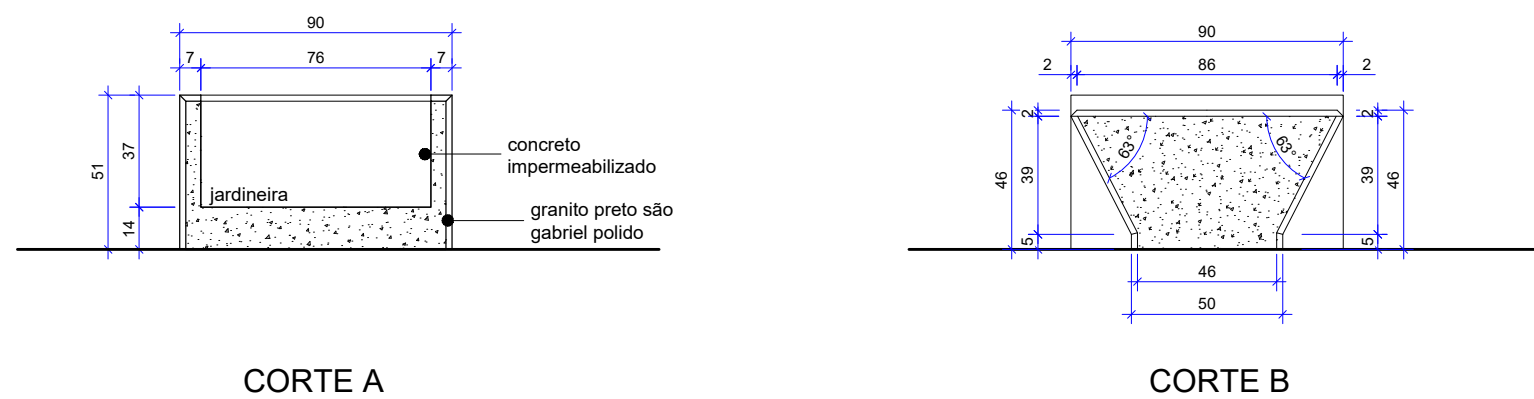 90
7 76 7
51
37
14
jardineira
concreto
impermeabilizado
granito preto são
gabriel polido
CORTE A
90
2 86 2
46
2
39
5
63°
63°
2
39
5
46
46
50
CORTE B